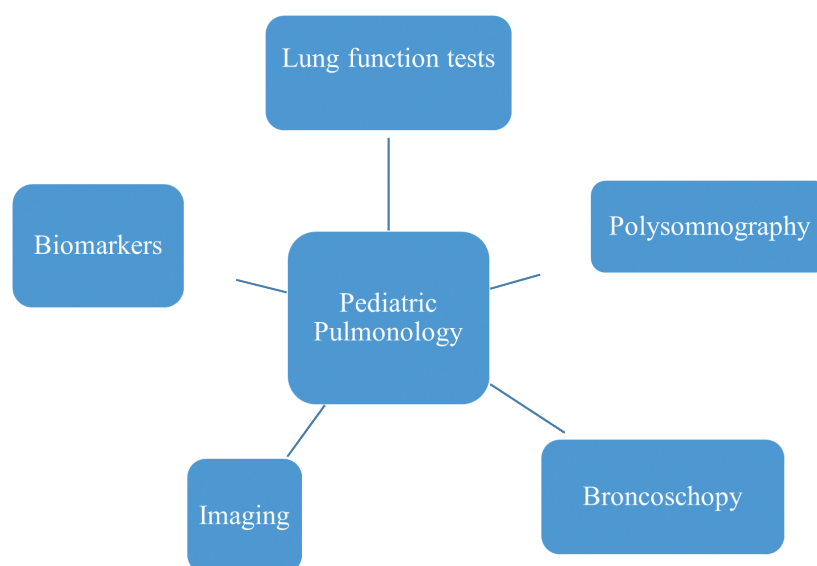 Lung function tests
Polysomnography
Biomarkers
Pediatric
Pulmonology
Broncoschopy
Imaging